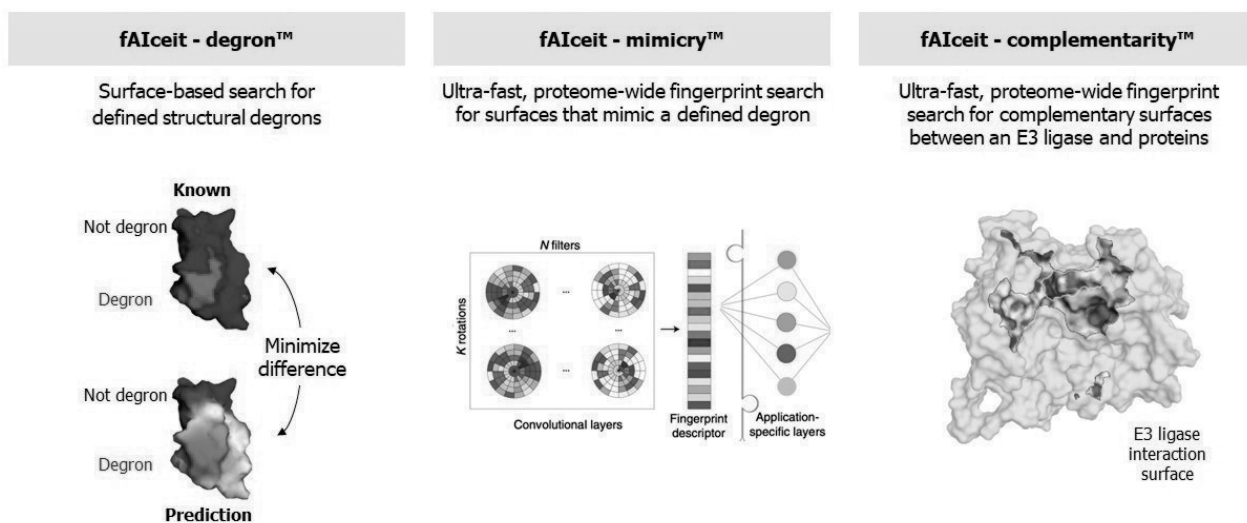 fAIceit - degron™
Surface-based search for
defined structural degrons
Known
Not degron
Degron
Minimize
difference
Not degron
Degron
Prediction
fAIceit - mimicry™
Ultra-fast, proteome-wide fingerprint search
for surfaces that mimic a defined degron
N filters
K rotations
...
...
...
...
Convolutional layers
Fingerprint
descriptor
Application-
specific layers
fAIceit - complementarity™
Ultra-fast, proteome-wide fingerprint
search for complementary surfaces
between an E3 ligase and proteins
E3 ligase
interaction
surface